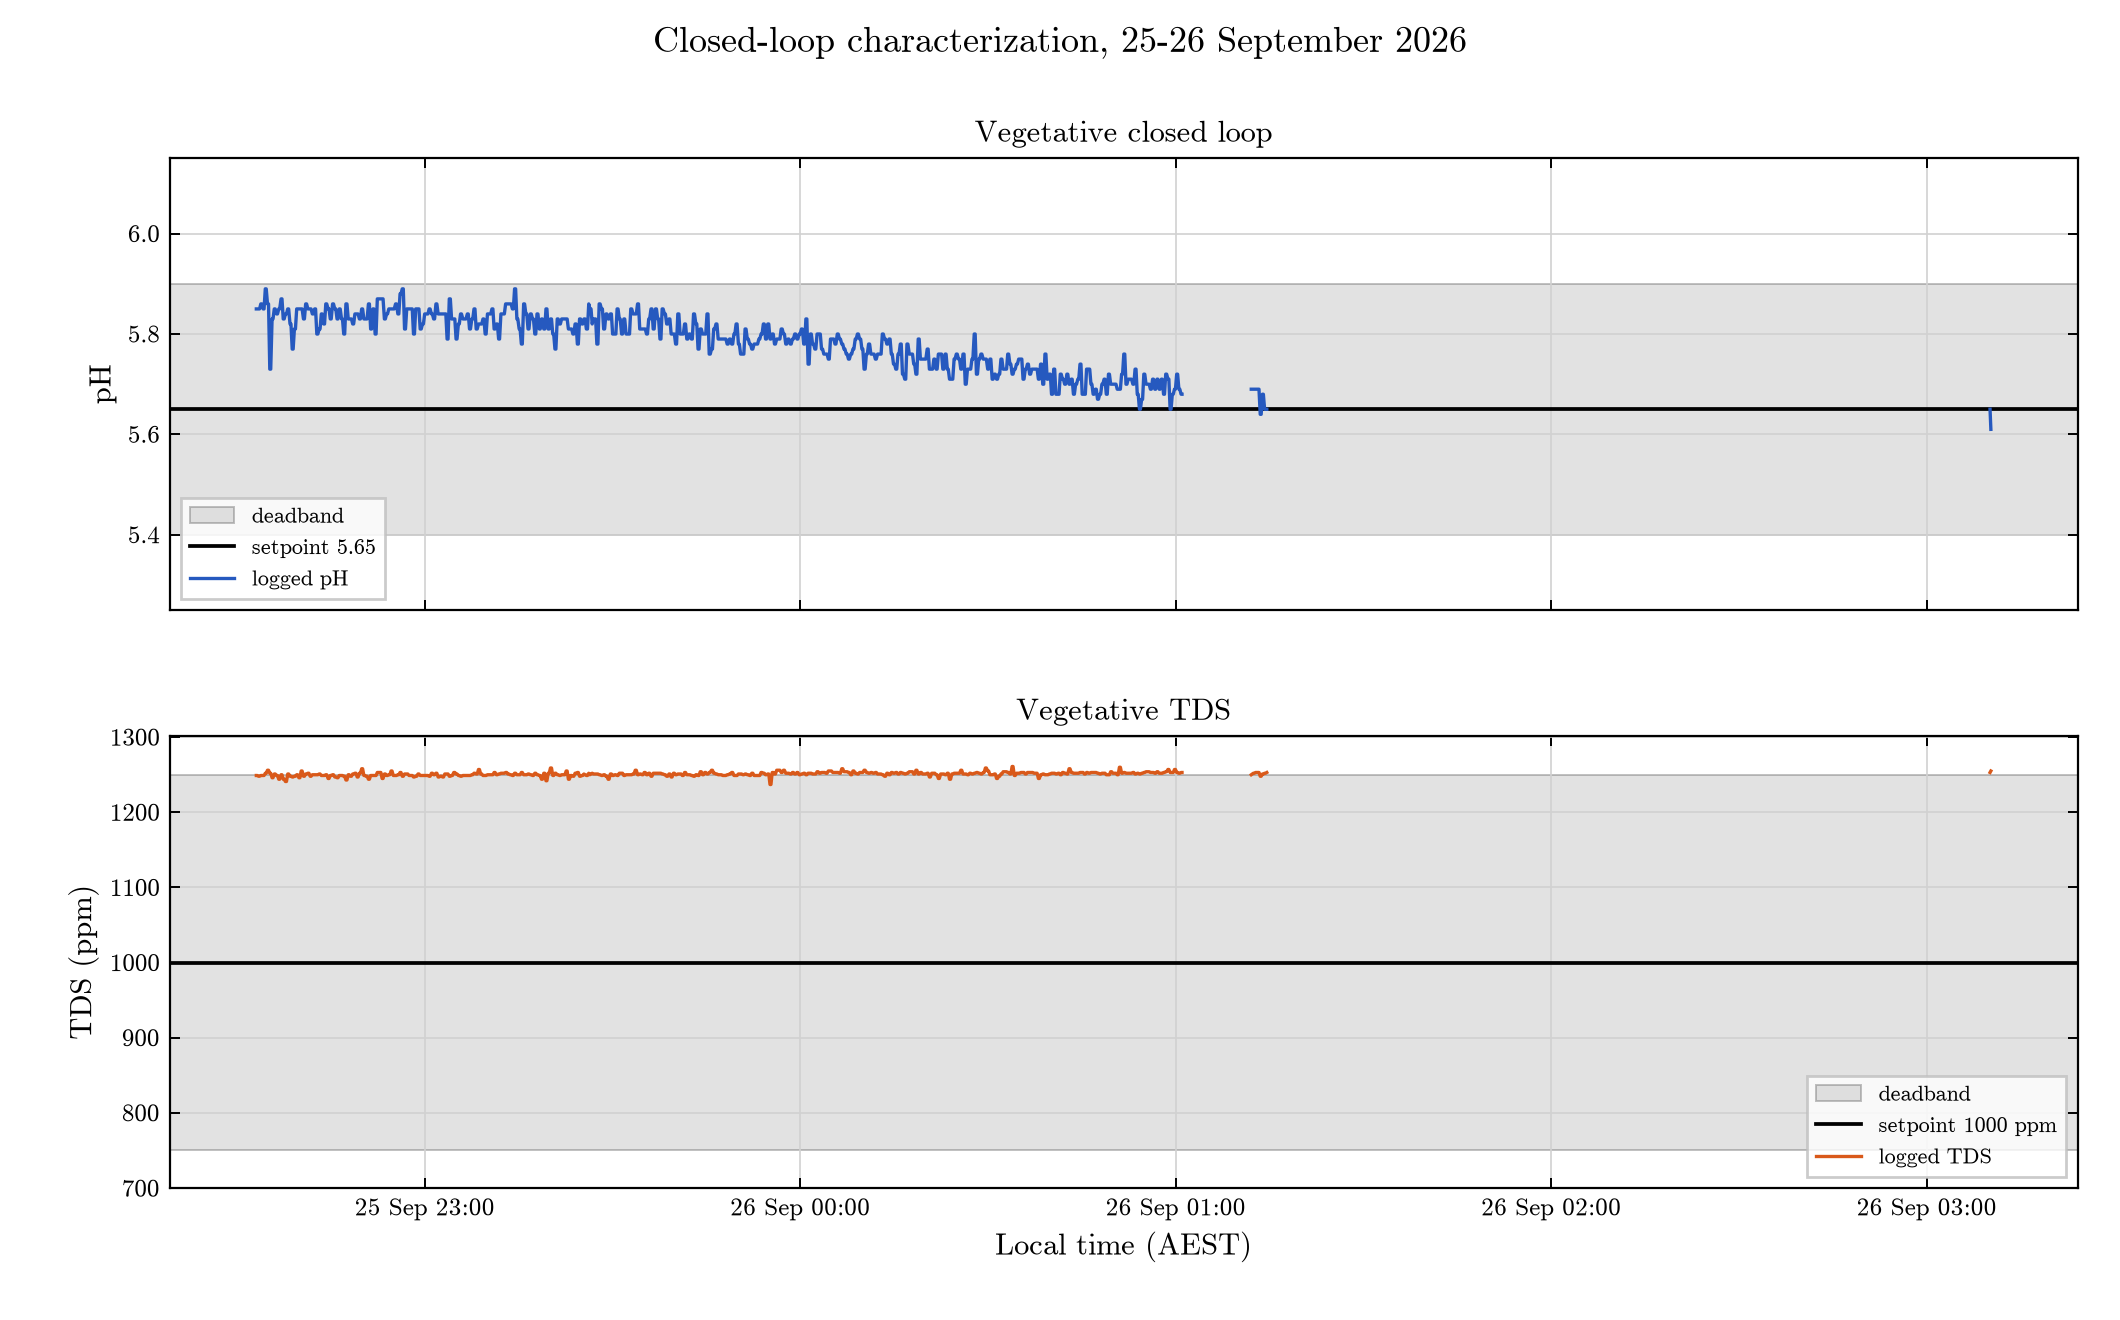 Closed-loop characterization, 25-26 September 2026
Vegetative closed loop
pH
6.0
5.8
5.6
5.4
deadband
setpoint 5.65
logged pH
Vegetative TDS
TDS (ppm)
1300
1200
1100
1000
900
800
700
deadband
setpoint 1000 ppm
logged TDS
25 Sep 23:00
26 Sep 00:00
26 Sep 01:00
26 Sep 02:00
26 Sep 03:00
Local time (AEST)